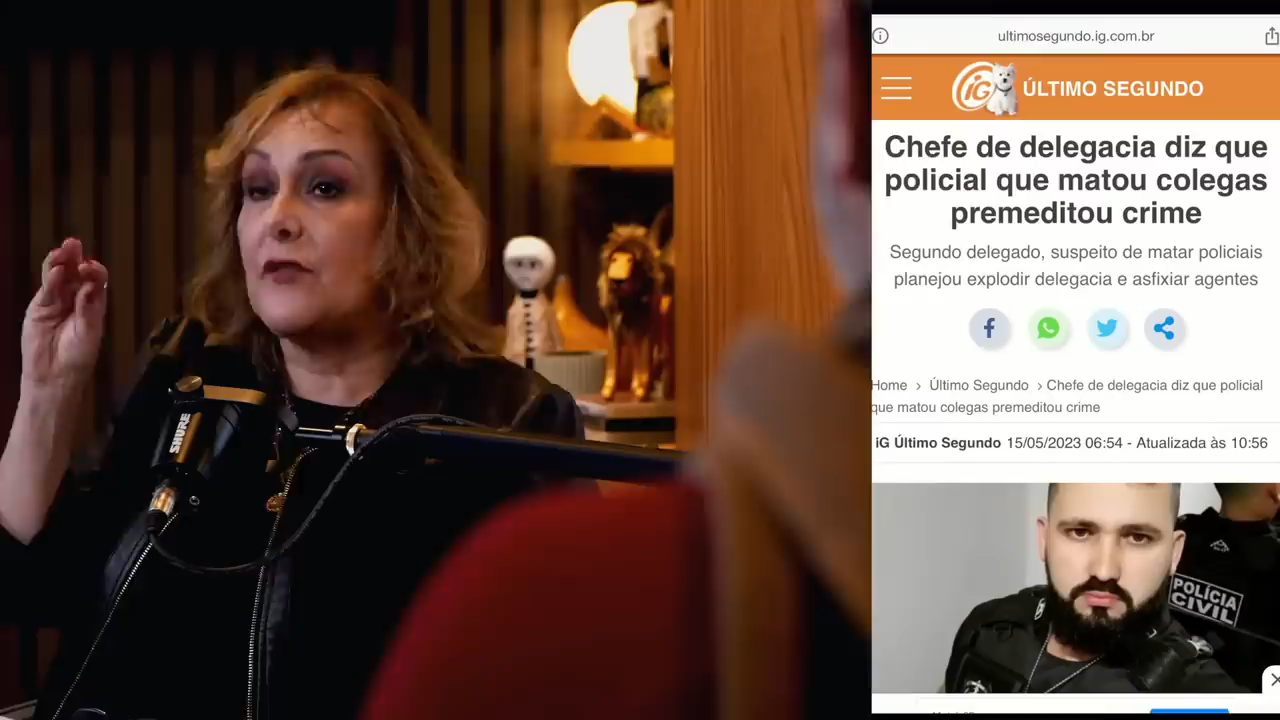 SHURE
ultimosegundo.ig.com.br
iG ÚLTIMO SEGUNDO
Chefe de delegacia diz que
policial que matou colegas
premeditou crime
Segundo delegado, suspeito de matar policiais
planejou explodir delegacia e asfixiar agentes
Home › Último Segundo › Chefe de delegacia diz que policial
que matou colegas premeditou crime
iG Último Segundo 15/05/2023 06:54 - Atualizada às 10:56
POLÍCIA
CIVIL